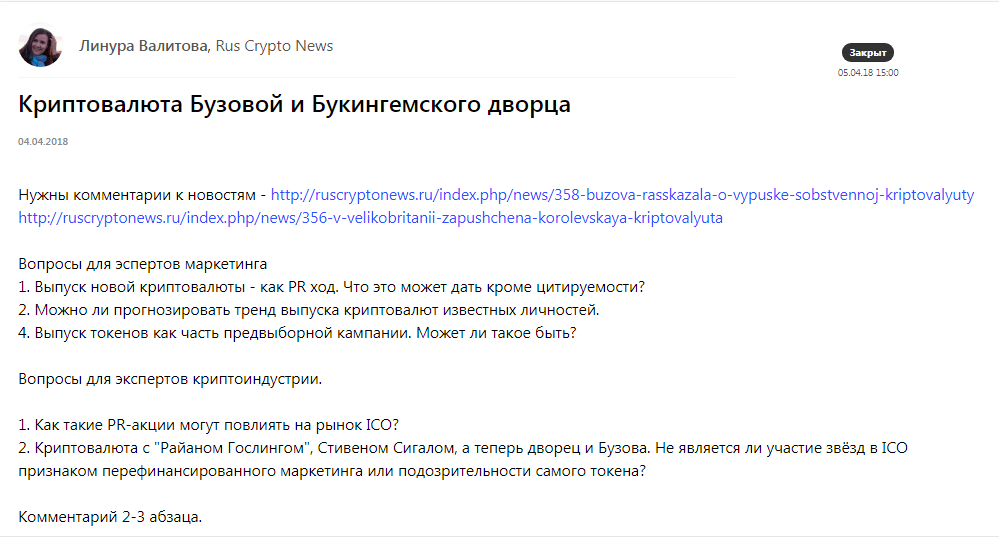 Линура Валитова, Rus Crypto News
Закрыт
05.04.18 15:00
Криптовалюта Бузовой и Букингемского дворца
04.04.2018
Нужны комментарии к новостям - http://ruscryptonews.ru/index.php/news/358-buzova-rasskazala-o-vypuske-sobstvennoj-kriptovalyuty
http://ruscryptonews.ru/index.php/news/356-v-velikobritanii-zapushchena-korolevskaya-kriptovalyuta
Вопросы для эспертов маркетинга
1. Выпуск новой криптовалюты - как PR ход. Что это может дать кроме цитируемости?
2. Можно ли прогнозировать тренд выпуска криптовалют известных личностей.
4. Выпуск токенов как часть предвыборной кампании. Может ли такое быть?
Вопросы для экспертов криптоиндустрии.
1. Как такие PR-акции могут повлиять на рынок ICO?
2. Криптовалюта с "Райаном Гослингом", Стивеном Сигалом, а теперь дворец и Бузова. Не является ли участие звёзд в ICO
признаком перефинансированного маркетинга или подозрительности самого токена?
Комментарий 2-3 абзаца.